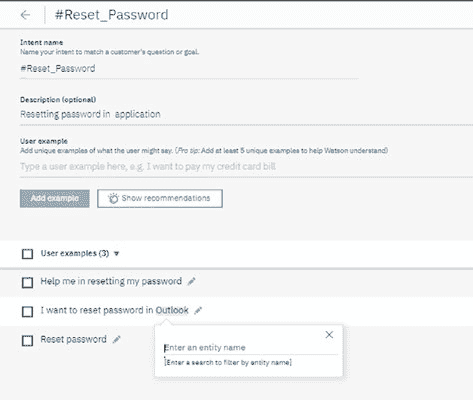 #Reset_Password
Intent name
Name your intent to match a customer's question or goal.
#Reset_Password
Description (optional)
Resetting password in application
User example
Add unique examples of what the user might say. (Pro tip: Add at least 5 unique examples to help Watson understand)
Type a user example here, e.g. I want to pay my credit card bill
Add example
Show recommendations
User examples (3) ▼
Help me in resetting my password
I want to reset password in Outlook
Reset password
Enter an entity name
[Enter a search to filter by entity name]